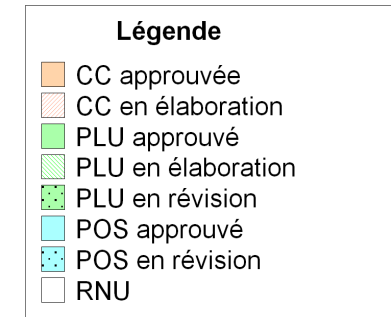 Légende
CC approuvée
CC en élaboration
PLU approuvé
PLU en élaboration
PLU en révision
POS approuvé
POS en révision
RNU